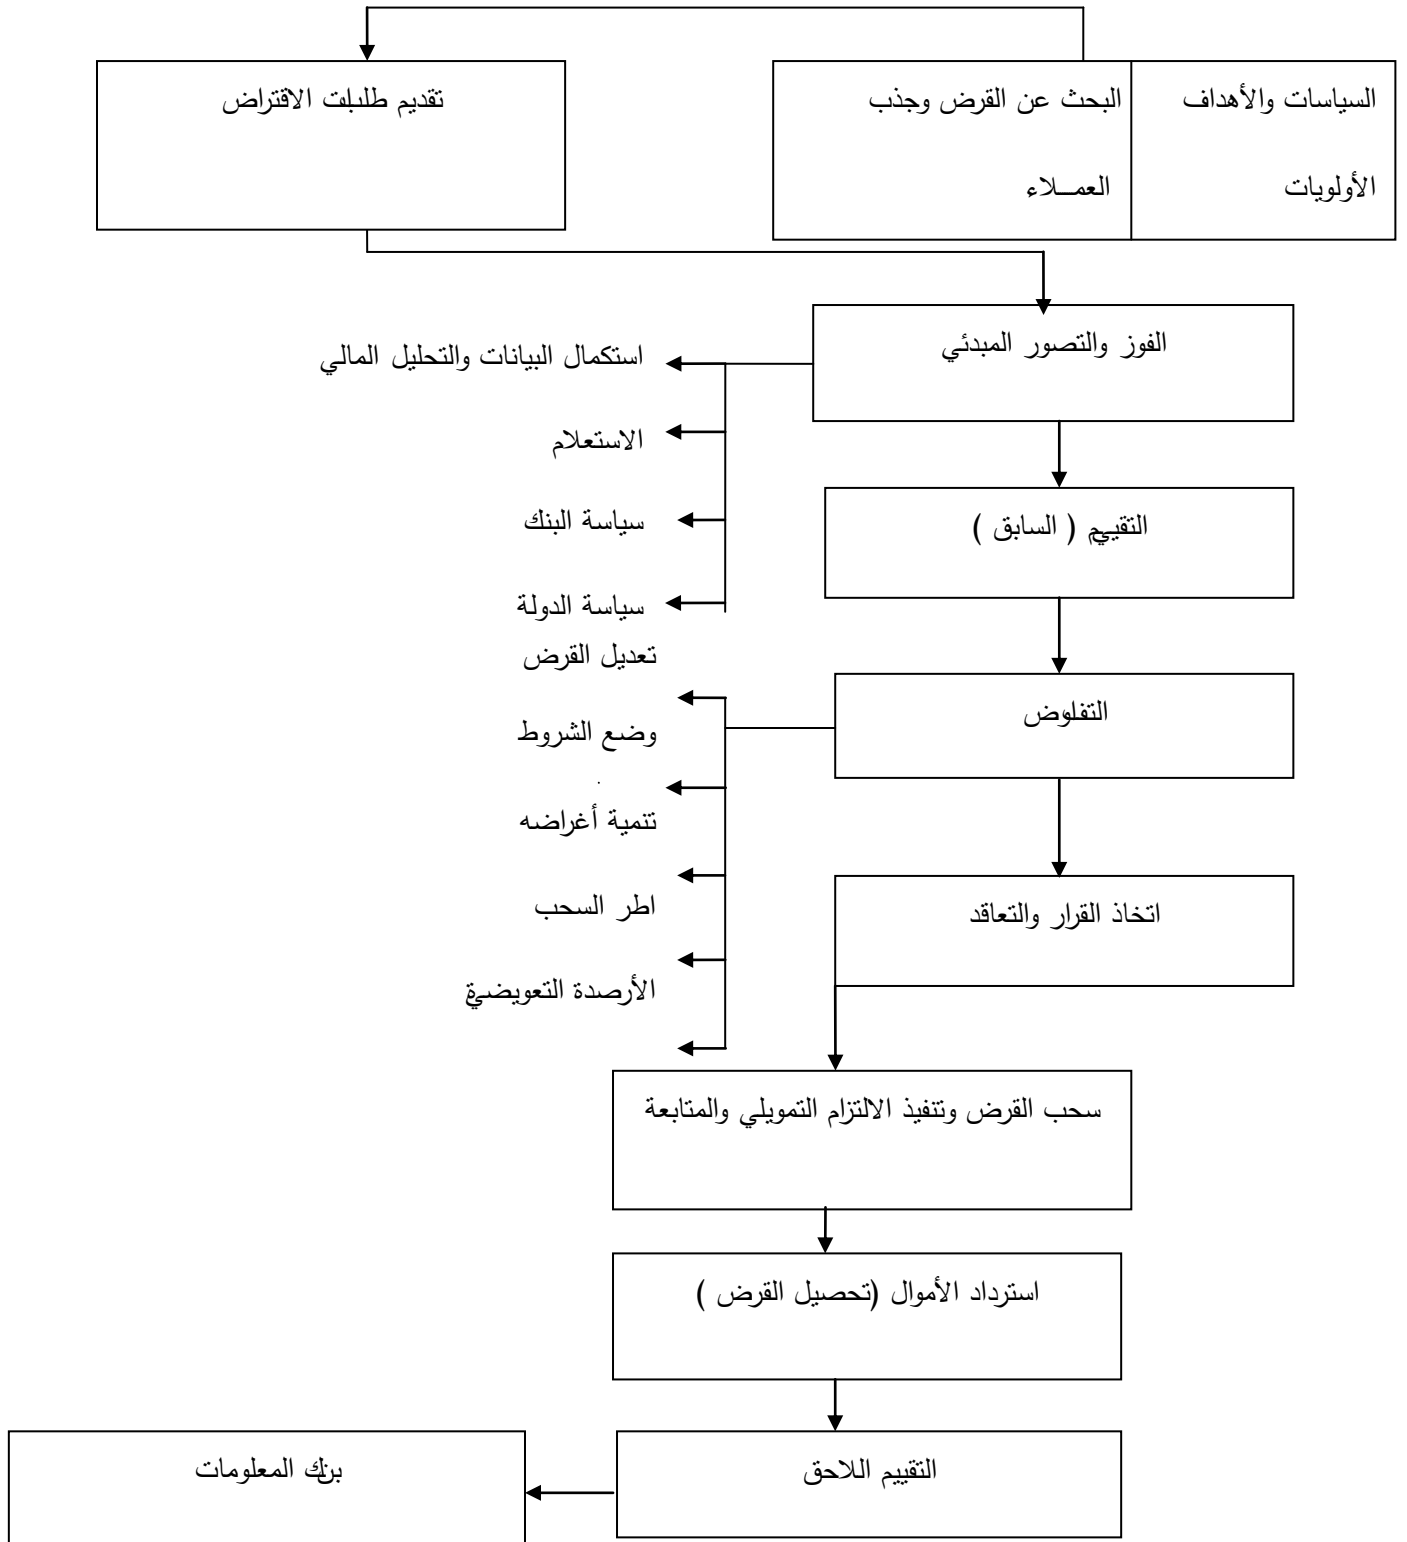 السياسات والأهداف
الأولويات
البحث عن القرض وجذب
العمــلاء
تقديم طلبات الاقتراض
الفوز والتصور المبدئي
استكمال البيانات والتحليل المالي
الاستعلام
سياسة البنك
سياسة الدولة
التقييم ( السابق )
التفاوض
تعديل القرض
وضع الشروط
تنمية أغراضه
اطر السحب
الأرصدة التعويضية
اتخاذ القرار والتعاقد
سحب القرض وتنفيذ الالتزام التمويلي والمتابعة
استرداد الأموال (تحصيل القرض )
التقييم اللاحق
بنك المعلومات